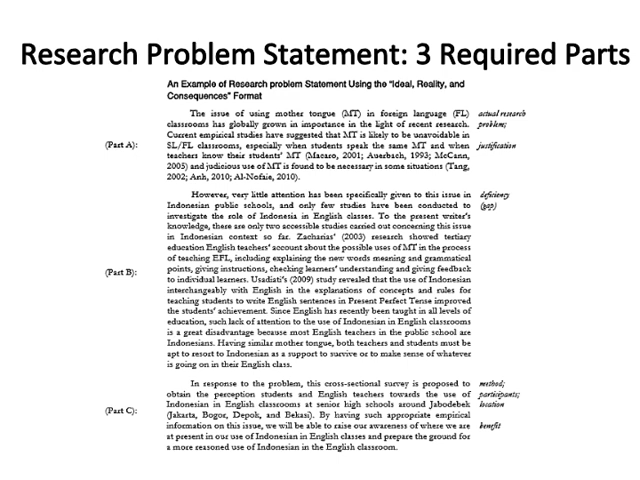 Research Problem Statement: 3 Required Parts
An Example of Research problem Statement Using the "Ideal, Reality, and
Consequences" Format
The issue of using mother tongue (MT) in foreign language (FL)
classrooms has globally grown in importance in the light of recent research.
Current empirical studies have suggested that MT is likely to be unavoidable in
SL/FL classrooms, especially when students speak the same MT and when
teachers know their students' MT (Macaro, 2001; Auerbach, 1993; McCann,
2005) and judicious use of MT is found to be necessary in some situations (Tang,
2002; Anh, 2010; Al-Nofaie, 2010).
(Part A):
actual research
problem;
justification
However, very little attention has been specifically given to this issue in
Indonesian public schools, and only few studies have been conducted to
investigate the role of Indonesia in English classes. To the present writer's
knowledge, there are only two accessible studies carried out concerning this issue
in Indonesian context so far. Zacharias' (2003) research showed tertiary
education English teachers' account about the possible uses of MT in the process
of teaching EFL, including explaining the new words meaning and grammatical
points, giving instructions, checking learners' understanding and giving feedback
to individual learners. Usadiati's (2009) study revealed that the use of Indonesian
interchangeably with English in the explanations of concepts and rules for
teaching students to write English sentences in Present Perfect Tense improved
the students' achievement. Since English has recently been taught in all levels of
education, such lack of attention to the use of Indonesian in English classrooms
is a great disadvantage because most English teachers in the public school are
Indonesians. Having similar mother tongue, both teachers and students must be
apt to resort to Indonesian as a support to survive or to make sense of whatever
is going on in their English class.
(Part B):
deficiency
(gap)
In response to the problem, this cross-sectional survey is proposed to
obtain the perception students and English teachers towards the use of
Indonesian in English classrooms at senior high schools around Jabodebek
(Jakarta, Bogor, Depok, and Bekasi). By having such appropriate empirical
information on this issue, we will be able to raise our awareness of where we are
at present in our use of Indonesian in English classes and prepare the ground for
a more reasoned use of Indonesian in the English classroom.
(Part C):
method;
participants;
location
benefit